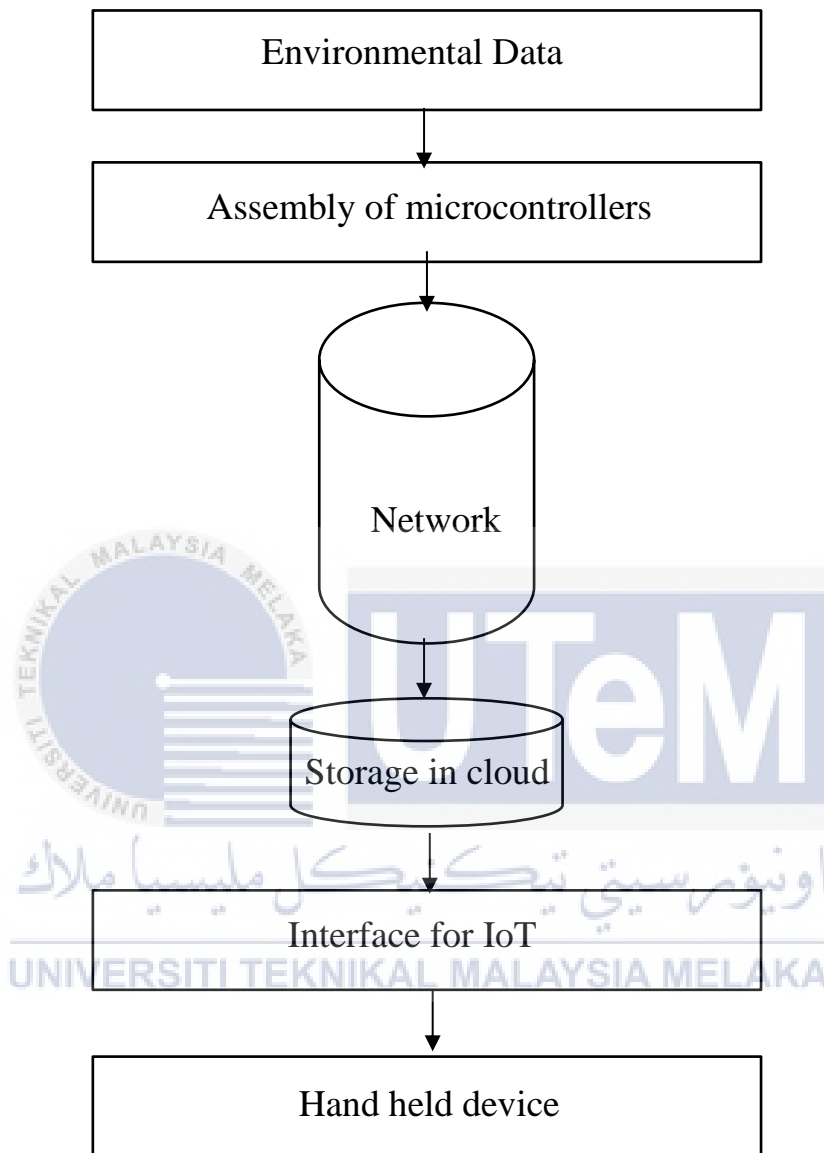 Environmental Data
Assembly of microcontrollers
Network
UNIVERSITI TEKNIKAL MALAYSIA MELAKA
UTeM
Storage in cloud
اونيۏرسيتي تيكنيكل مليسيا ملاك
Interface for IoT
UNIVERSITI TEKNIKAL MALAYSIA MELAKA
Hand held device